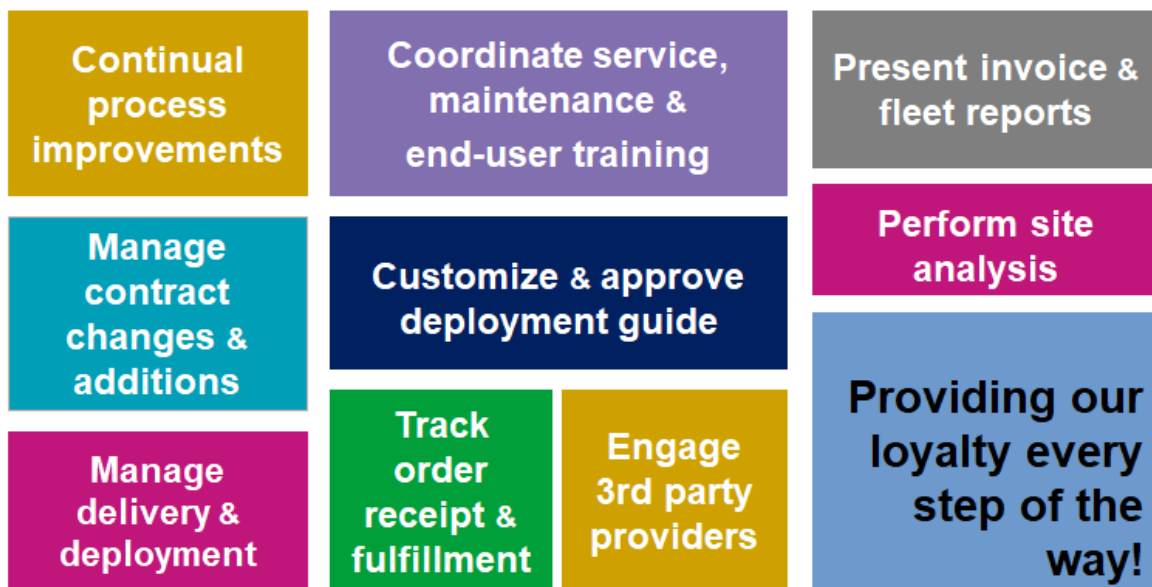 Continual
process
improvements
Coordinate service,
maintenance &
end-user training
Present invoice &
fleet reports
Manage
contract
changes &
additions
Customize & approve
deployment guide
Perform site
analysis
Manage
delivery &
deployment
Track
order
receipt &
fulfillment
Engage
3rd party
providers
Providing our
loyalty every
step of the
way!